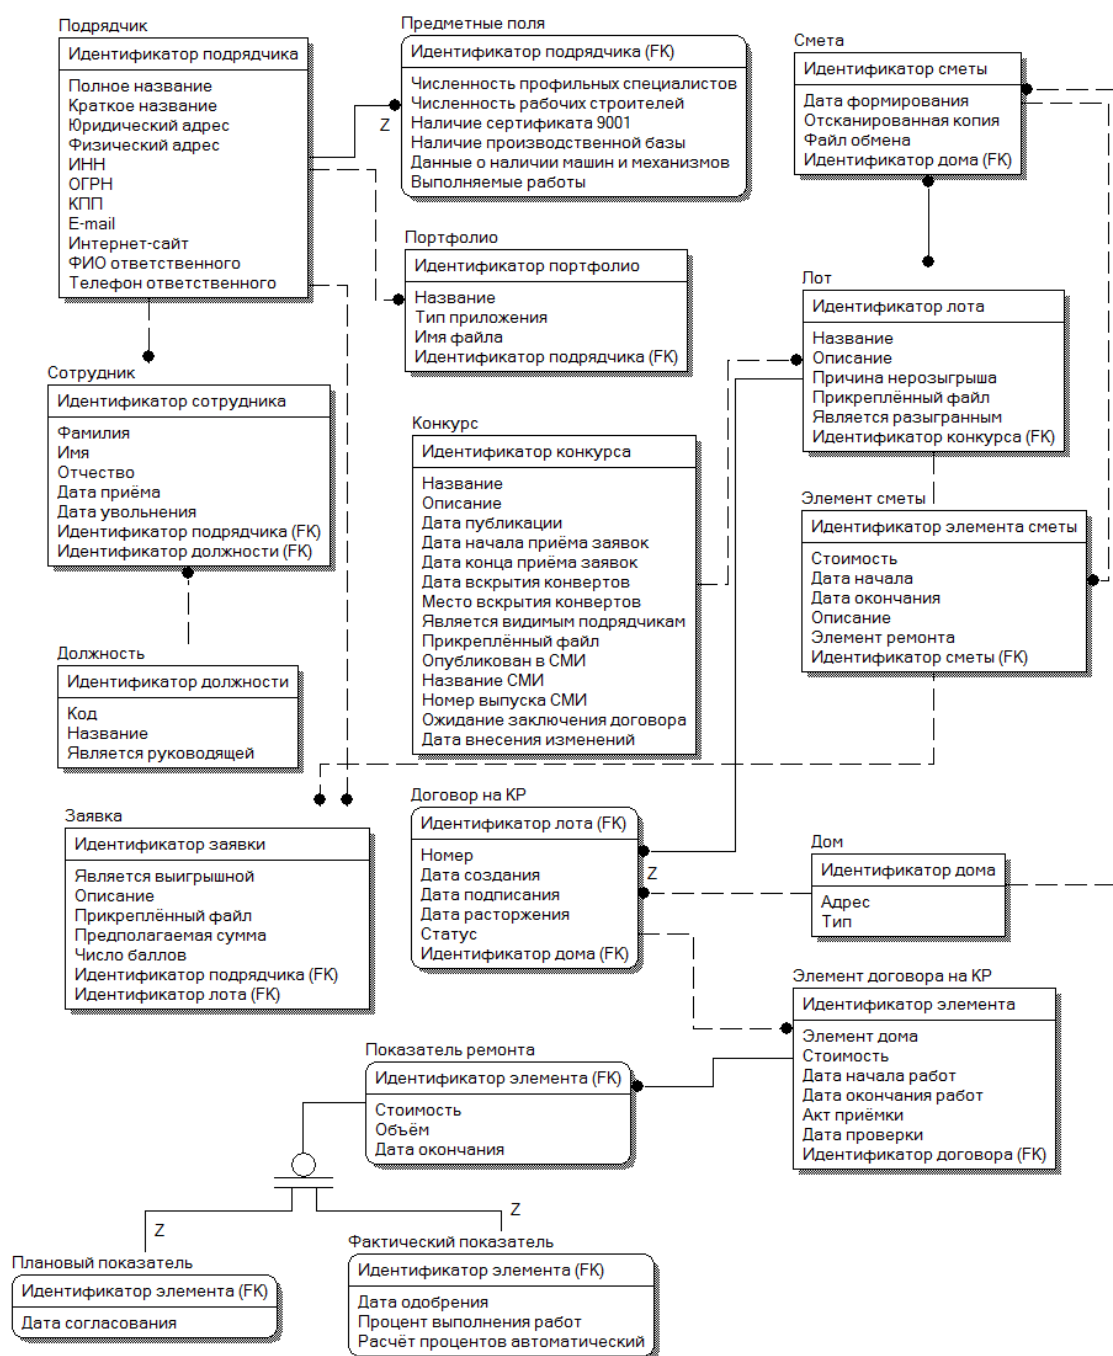 Подрядчик
Идентификатор подрядчика
Полное название
Краткое название
Юридический адрес
Физический адрес
ИНН
ОГРН
КПП
E-mail
Интернет-сайт
ФИО ответственного
Телефон ответственного
Предметные поля
Идентификатор подрядчика (FK)
Численность профильных специалистов
Численность рабочих строителей
Наличие сертификата 9001
Наличие производственной базы
Данные о наличии машин и механизмов
Выполняемые работы
Z
Смета
Идентификатор сметы
Дата формирования
Отсканированная копия
Файл обмена
Идентификатор дома (FK)
Портфолио
Идентификатор портфолио
Название
Тип приложения
Имя файла
Идентификатор подрядчика (FK)
Лот
Идентификатор лота
Название
Описание
Причина нерозыгрыша
Прикреплённый файл
Является разыгранным
Идентификатор конкурса (FK)
Сотрудник
Идентификатор сотрудника
Фамилия
Имя
Отчество
Дата приёма
Дата увольнения
Идентификатор подрядчика (FK)
Идентификатор должности (FK)
Конкурс
Идентификатор конкурса
Название
Описание
Дата публикации
Дата начала приёма заявок
Дата конца приёма заявок
Дата вскрытия конвертов
Место вскрытия конвертов
Является видимым подрядчикам
Прикреплённый файл
Опубликован в СМИ
Название СМИ
Номер выпуска СМИ
Ожидание заключения договора
Дата внесения изменений
Элемент сметы
Идентификатор элемента сметы
Стоимость
Дата начала
Дата окончания
Описание
Элемент ремонта
Идентификатор сметы (FK)
Должность
Идентификатор должности
Код
Название
Является руководящей
Заявка
Идентификатор заявки
Является выигрышной
Описание
Прикреплённый файл
Предполагаемая сумма
Число баллов
Идентификатор подрядчика (FK)
Идентификатор лота (FK)
Договор на КР
Идентификатор лота (FK)
Номер
Дата создания
Дата подписания
Дата расторжения
Статус
Идентификатор дома (FK)
Z
Дом
Идентификатор дома
Адрес
Тип
Элемент договора на КР
Идентификатор элемента
Элемент дома
Стоимость
Дата начала работ
Дата окончания работ
Акт приёмки
Дата проверки
Идентификатор договора (FK)
Показатель ремонта
Идентификатор элемента (FK)
Стоимость
Объём
Дата окончания
Z
Z
Плановый показатель
Идентификатор элемента (FK)
Дата согласования
Фактический показатель
Идентификатор элемента (FK)
Дата одобрения
Процент выполнения работ
Расчёт процентов автоматический